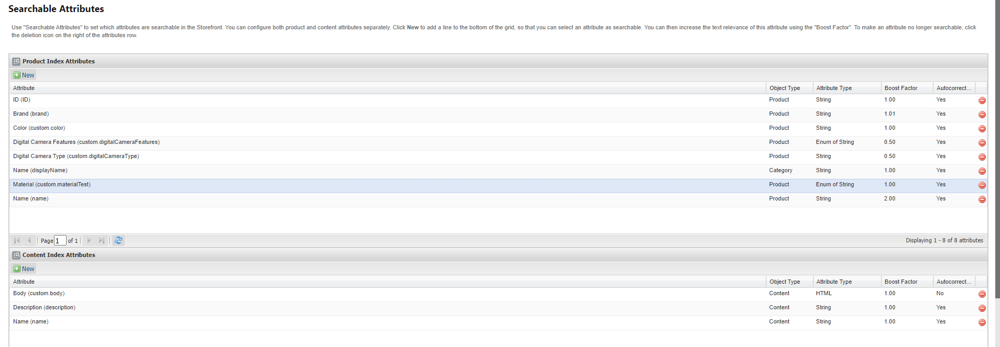 Searchable Attributes
Use "Searchable Attributes" to set which attributes are searchable in the Storefront. You can configure both product and content attributes separately. Click New to add a line to the bottom of the grid, so that you can select an attribute as searchable. You can then increase the text relevance of this attribute using the "Boost Factor". To make an attribute no longer searchable, click
the deletion icon on the right of the attributes row.
Product Index Attributes
New
Attribute Object Type Attribute Type Boost Factor Autocorrect...
ID (ID) Product String 1.00 Yes
Brand (brand) Product String 1.01 Yes
Color (custom.color) Product String 1.00 Yes
Digital Camera Features (custom.digitalCameraFeatures) Product Enum of String 0.50 Yes
Digital Camera Type (custom.digitalCameraType) Product String 0.50 Yes
Name (displayName) Category String 1.00 Yes
Material (custom.materialTest) Product Enum of String 1.00 Yes
Name (name) Product String 2.00 Yes
Page 1 of 1 Displaying 1 - 8 of 8 attributes
Content Index Attributes
New
Attribute Object Type Attribute Type Boost Factor Autocorrect...
Body (custom.body) Content HTML 1.00 No
Description (description) Content String 1.00 Yes
Name (name) Content String 1.00 Yes